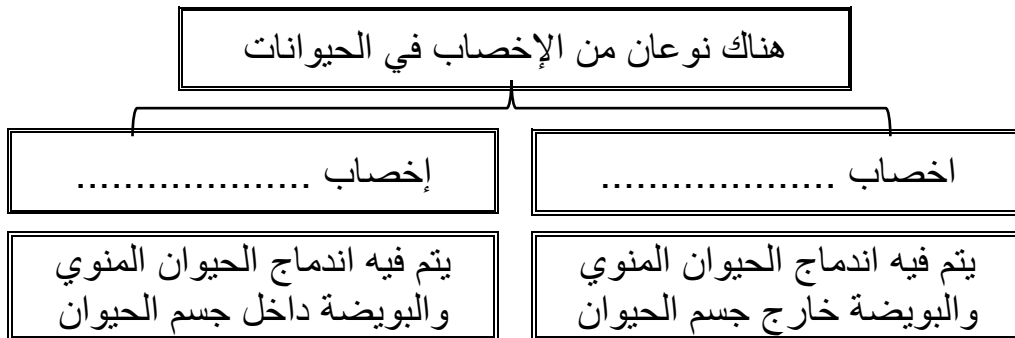 هناك نوعان من الإخصاب في الحيوانات
اخصاب ....................
إخصاب ....................
يتم فيه اندماج الحيوان المنوي
والبويضة خارج جسم الحيوان
يتم فيه اندماج الحيوان المنوي
والبويضة داخل جسم الحيوان